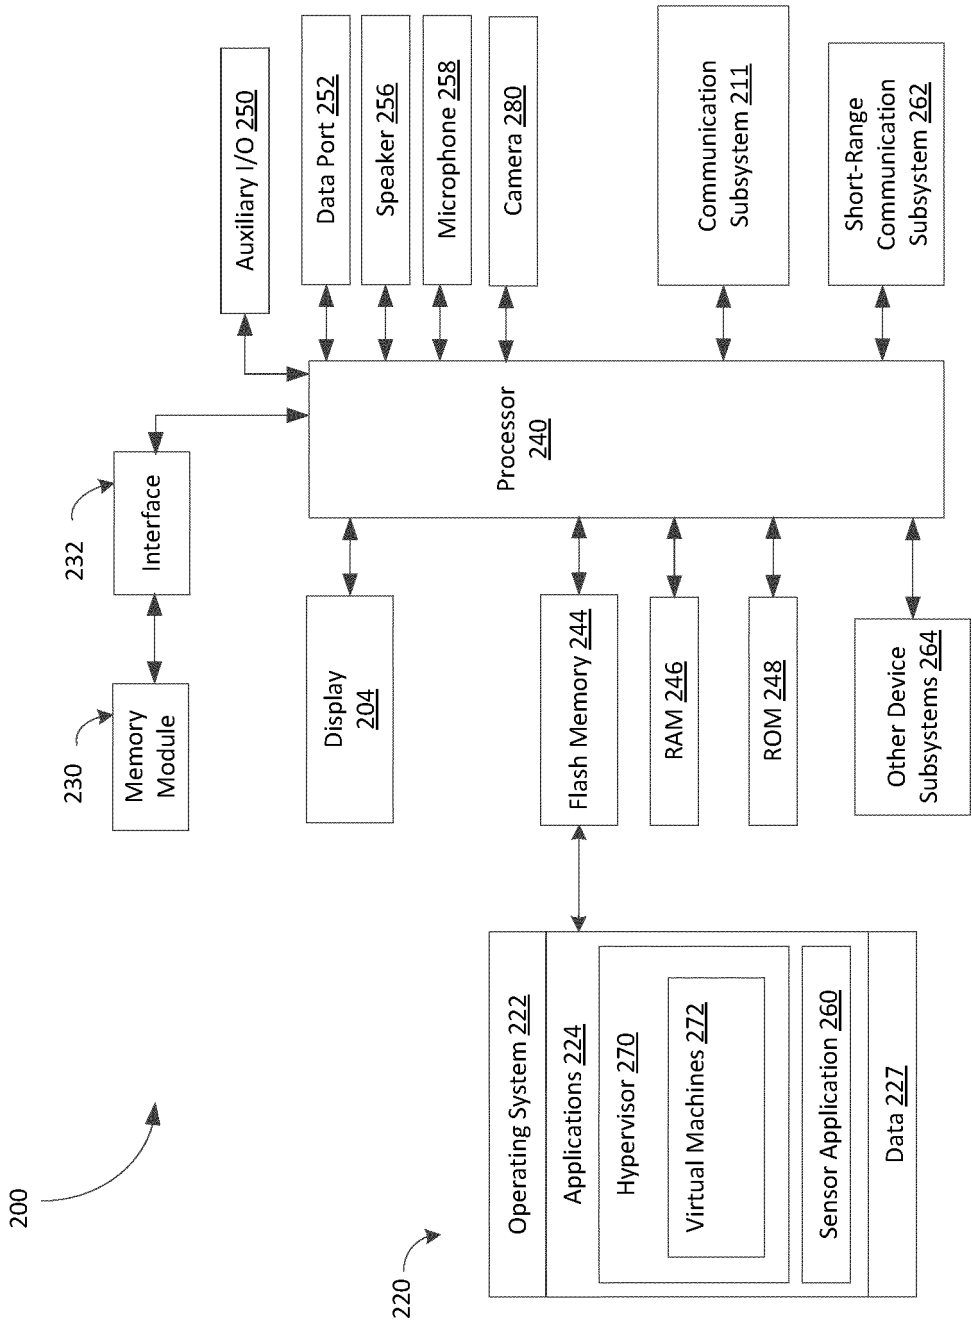 200
220
Operating System 222
Applications 224
Hypervisor 270
Virtual Machines 272
Sensor Application 260
Data 227
230
Memory
Module
232
Interface
Display
204
Flash Memory 244
RAM 246
ROM 248
Other Device
Subsystems 264
Processor
240
Auxiliary I/O 250
Data Port 252
Speaker 256
Microphone 258
Camera 280
Communication
Subsystem 211
Short-Range
Communication
Subsystem 262